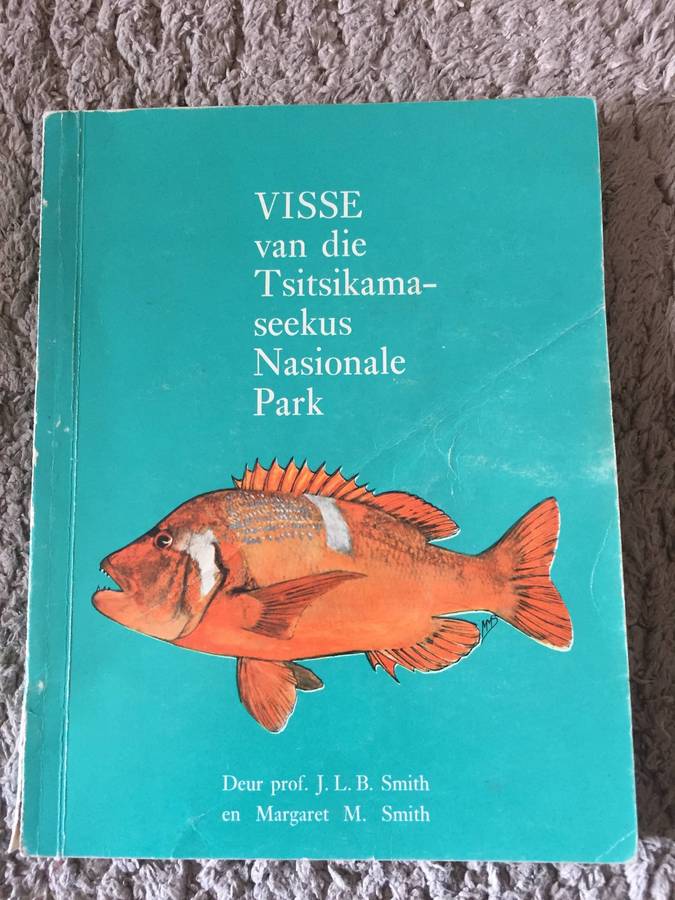 VISSE
van die
Tsitsikama-
seekus
Nasionale
Park
Deur prof. J. L. B. Smith
en Margaret M. Smith